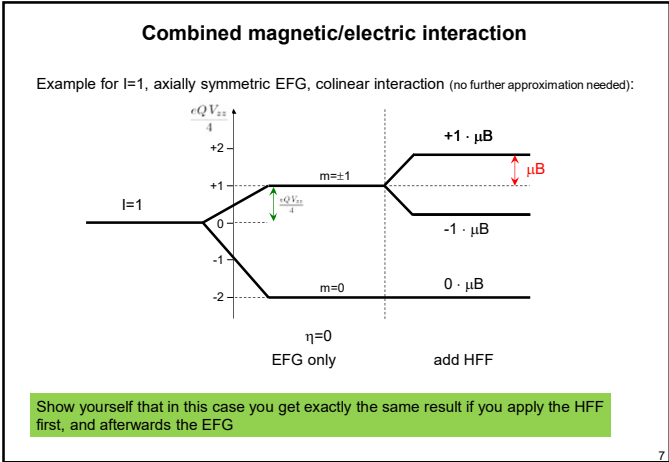 Combined magnetic/electric interaction
Example for I=1, axially symmetric EFG, colinear interaction (no further approximation needed):
eQVzz
4
+2
+1
0
-1
-2
I=1
m=±1
eQVzz
4
m=0
+1 · μB
μB
-1 · μB
0 · μB
η=0
EFG only
add HFF
Show yourself that in this case you get exactly the same result if you apply the HFF
first, and afterwards the EFG
7